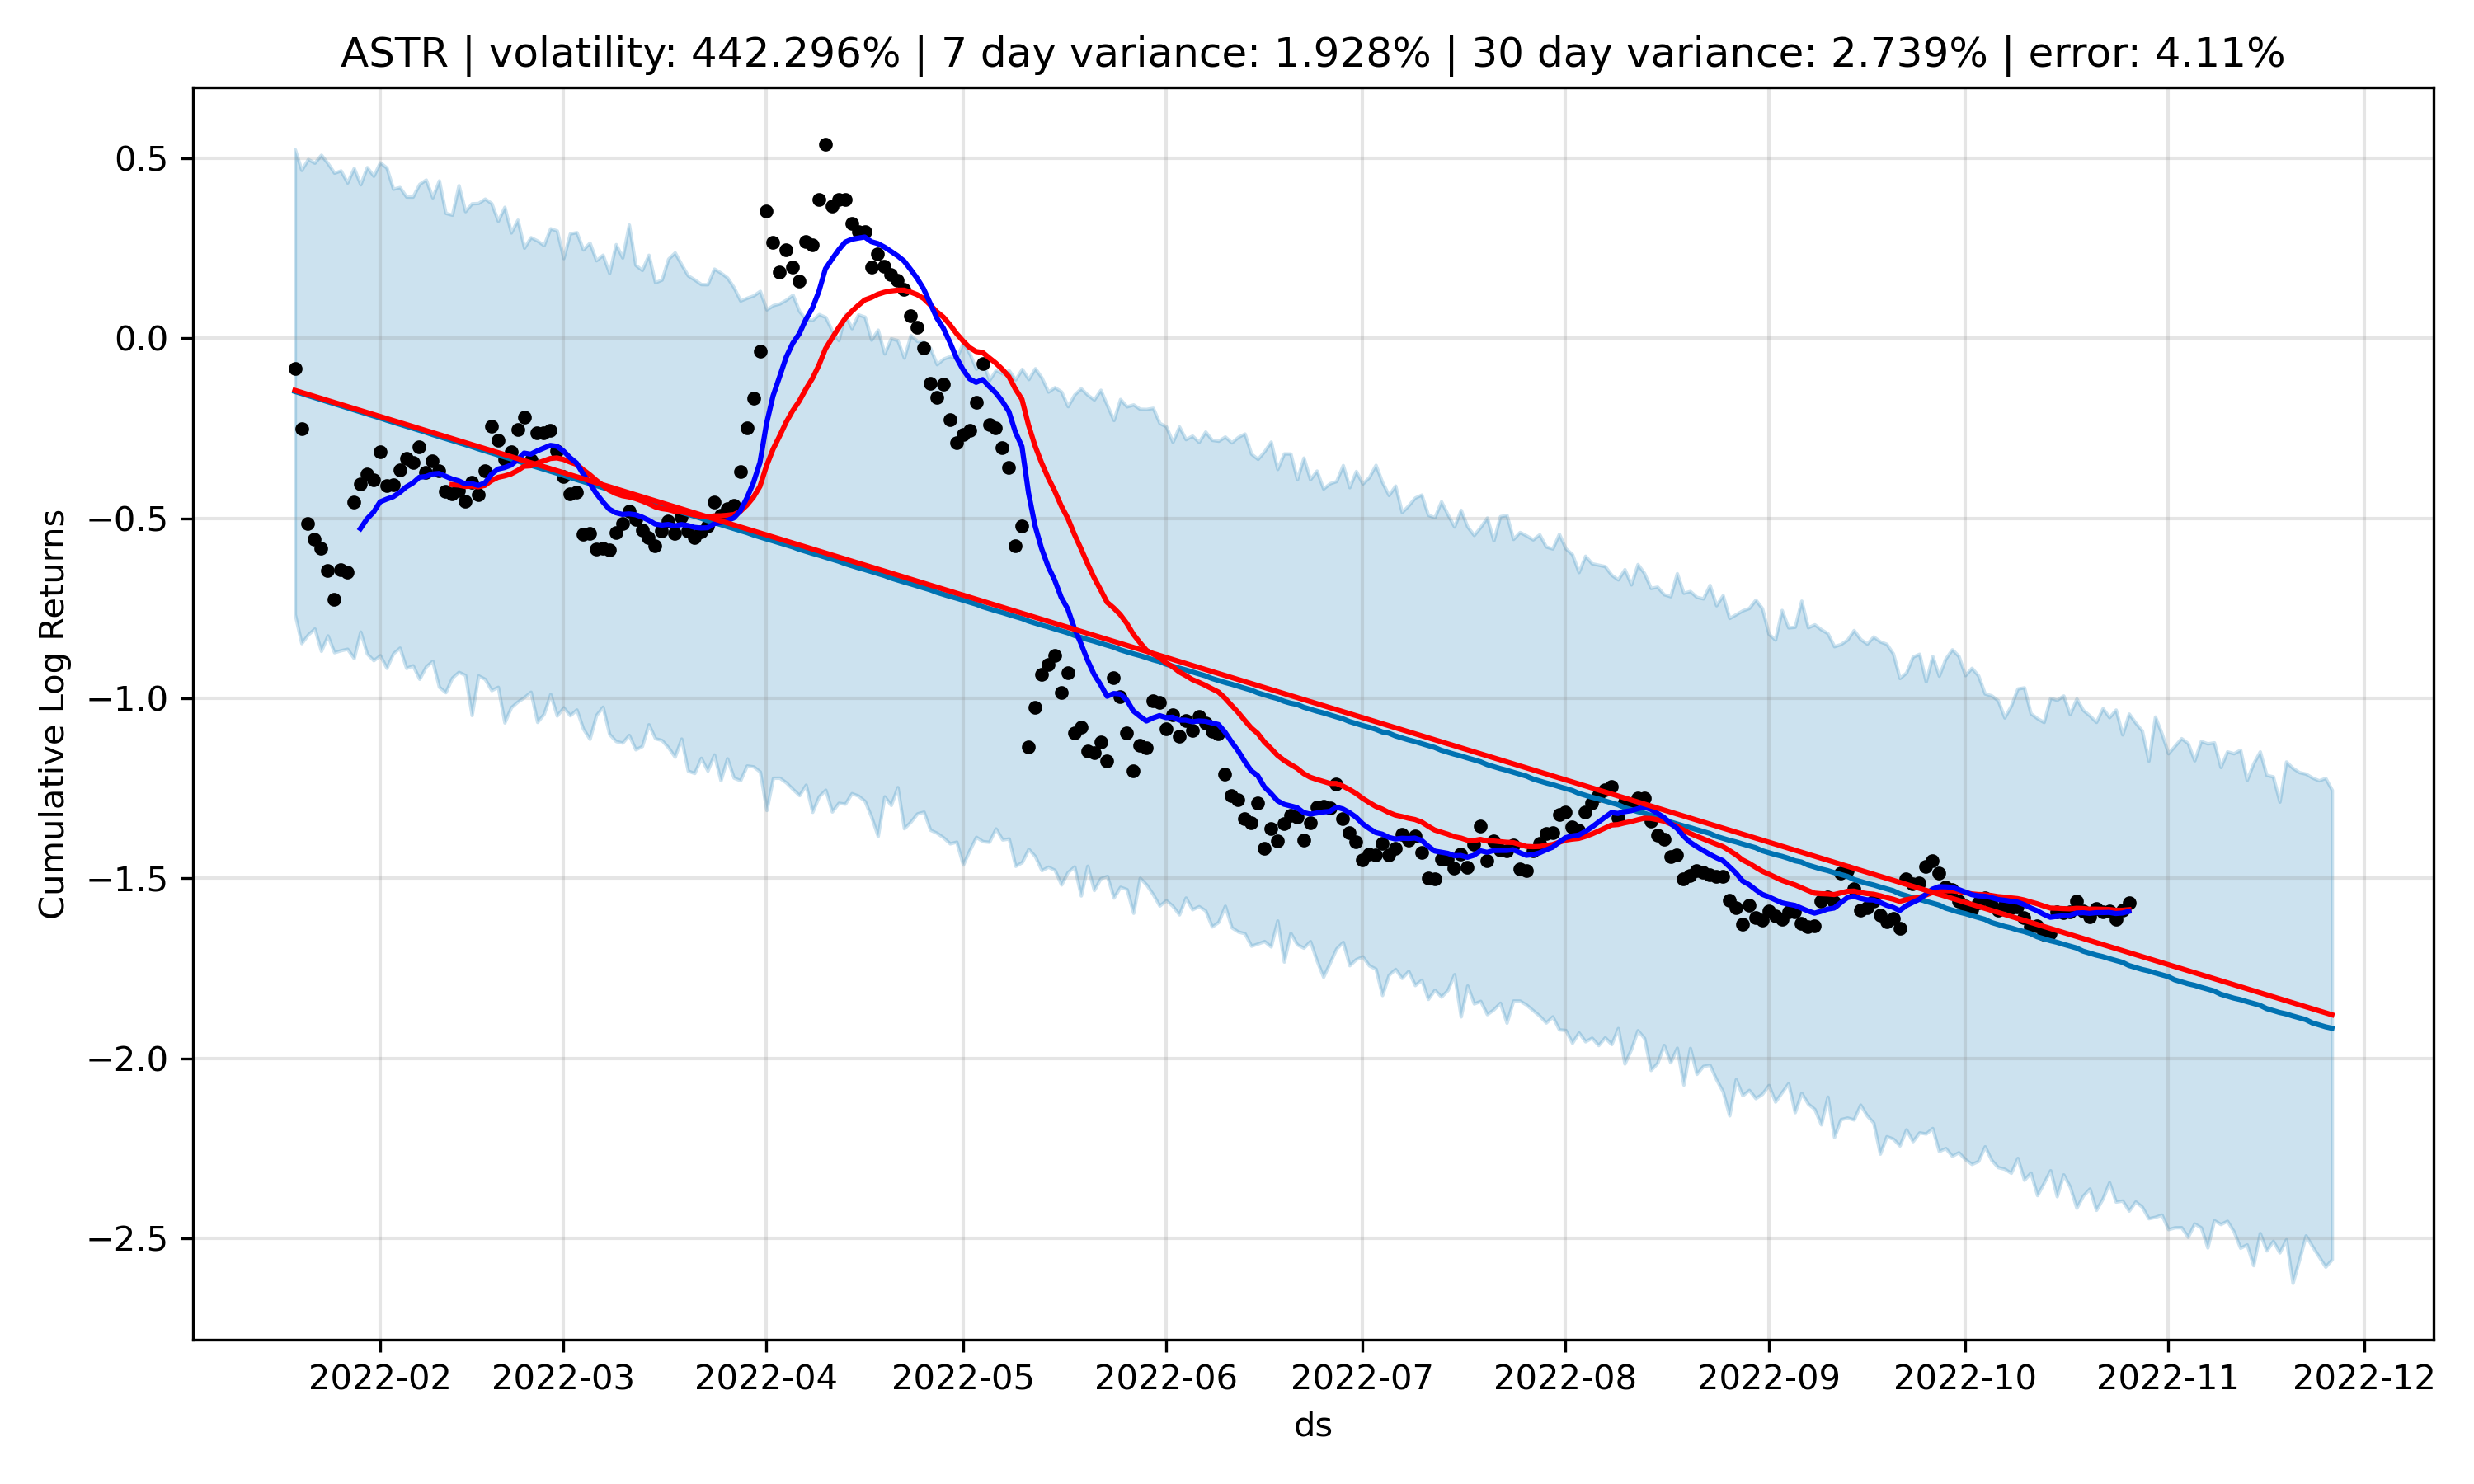 ASTR | volatility: 442.296% | 7 day variance: 1.928% | 30 day variance: 2.739% | error: 4.11%
0.5
0.0
−0.5
−1.0
−1.5
−2.0
−2.5
Cumulative Log Returns
2022-02 2022-03 2022-04 2022-05 2022-06 2022-07 2022-08 2022-09 2022-10 2022-11 2022-12
ds